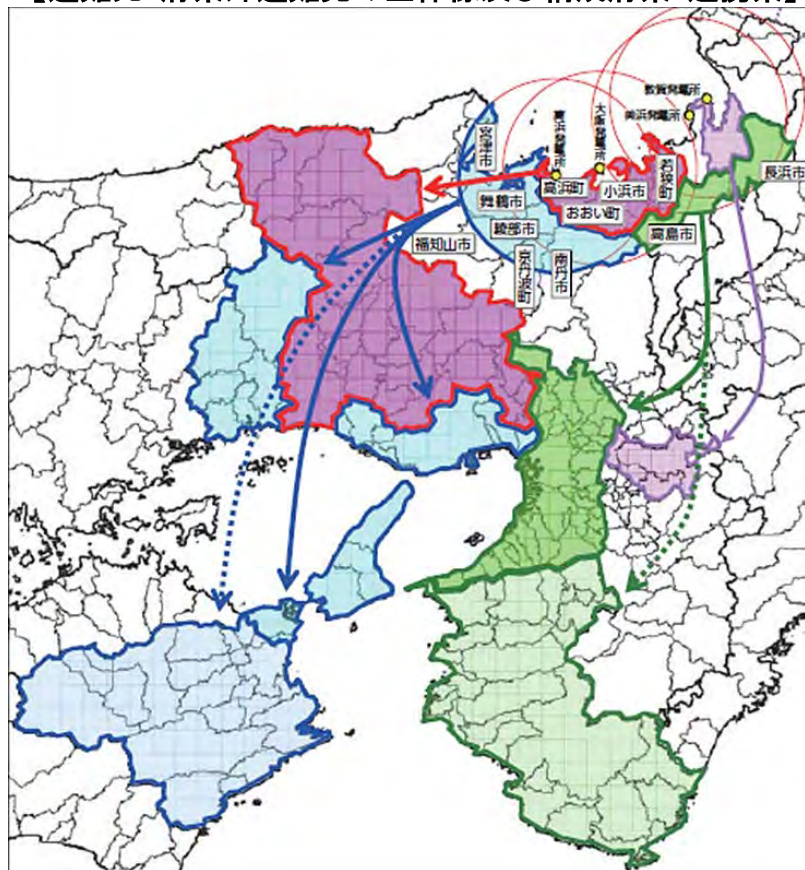 敦賀発電所
美浜発電所
大飯発電所
高浜発電所
宮津市
長浜市
若狭町
小浜市
高浜町
おおい町
舞鶴市
綾部市
高島市
福知山市
南丹市
京丹波町